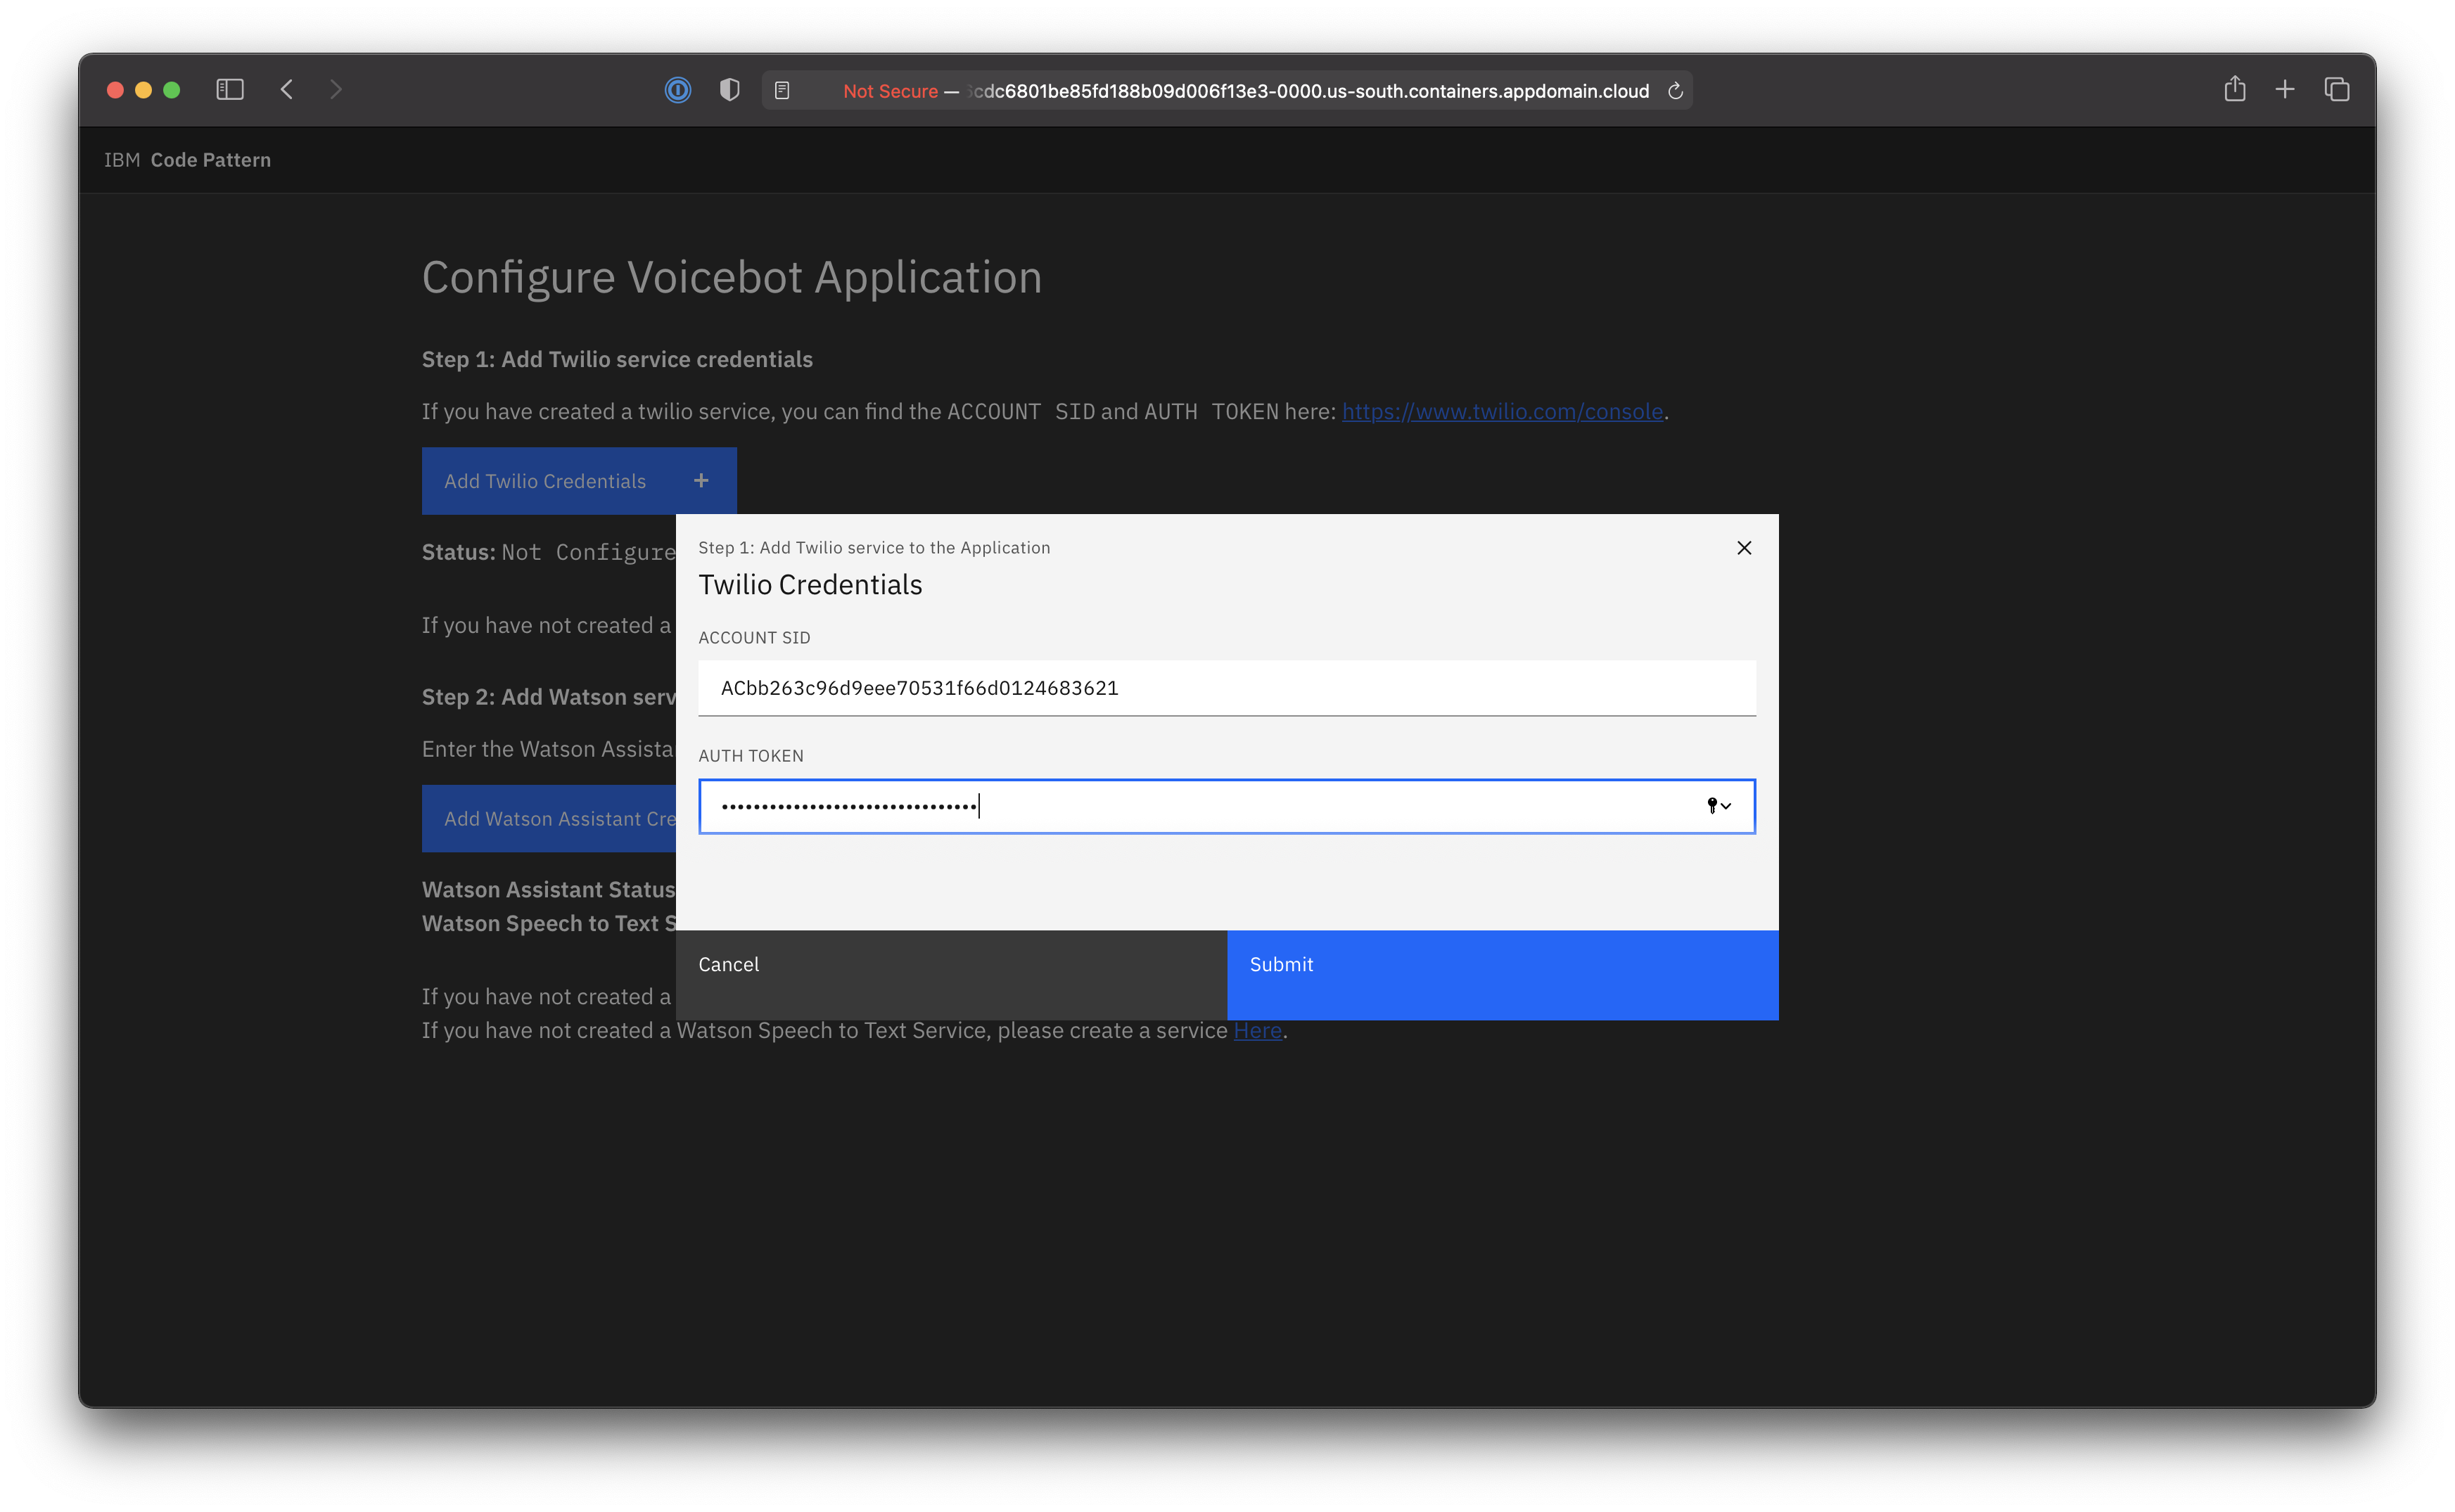 Not Secure — cdc6801be85fd188b09d006f13e3-0000.us-south.containers.appdomain.cloud
IBM Code Pattern
Configure Voicebot Application
Step 1: Add Twilio service credentials
If you have created a twilio service, you can find the ACCOUNT SID and AUTH TOKEN here: https://www.twilio.com/console.
Add Twilio Credentials +
Status: Not Configure
If you have not created a
Step 2: Add Watson serv
Enter the Watson Assista
Add Watson Assistant Cre
Watson Assistant Status
Watson Speech to Text S
If you have not created a
If you have not created a Watson Speech to Text Service, please create a service Here.
Step 1: Add Twilio service to the Application
Twilio Credentials
ACCOUNT SID
ACbb263c96d9eee70531f66d0124683621
AUTH TOKEN
••••••••••••••••••••••••••••••••
Cancel
Submit